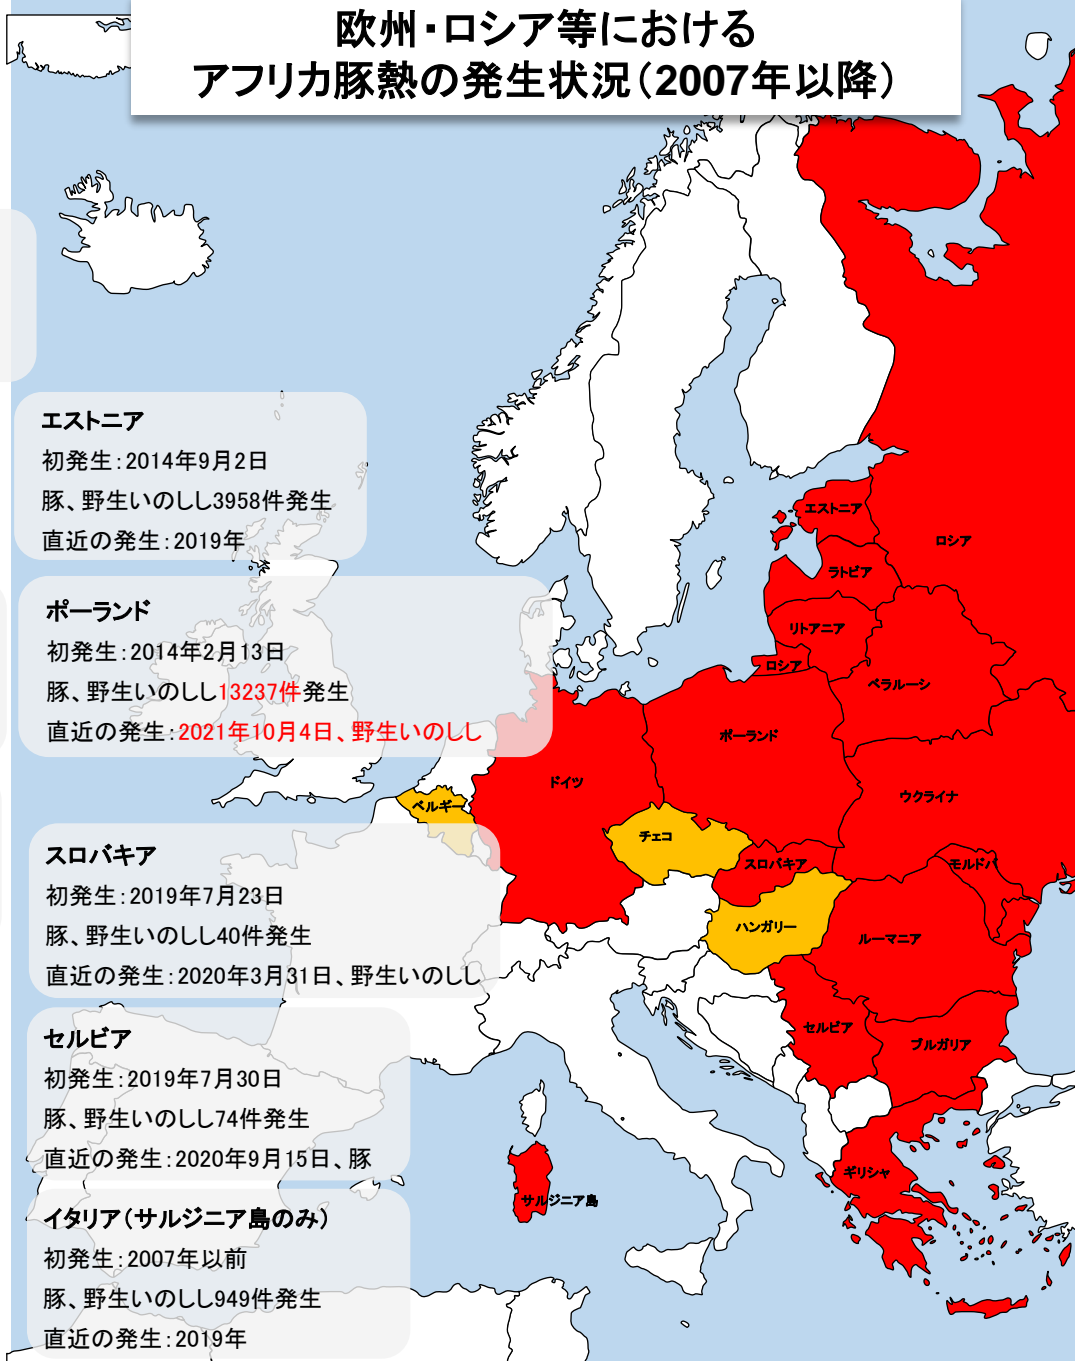 欧州・ロシア等における
アフリカ豚熱の発生状況（2007年以降）
エストニア
初発生：2014年9月2日
豚、野生いのしし3958件発生
直近の発生：2019年
ポーランド
初発生：2014年2月13日
豚、野生いのしし13237件発生
直近の発生：2021年10月4日、野生いのしし
スロバキア
初発生：2019年7月23日
豚、野生いのしし40件発生
直近の発生：2020年3月31日、野生いのしし
セルビア
初発生：2019年7月30日
豚、野生いのしし74件発生
直近の発生：2020年9月15日、豚
イタリア（サルジニア島のみ）
初発生：2007年以前
豚、野生いのしし949件発生
直近の発生：2019年
エストニア
ロシア
ラトビア
リトアニア
ロシア
ベラルーシ
ポーランド
ドイツ
ウクライナ
ベルギー
チェコ
スロバキア
モルドバ
ハンガリー
ルーマニア
セルビア
ブルガリア
ギリシャ
サルジニア島